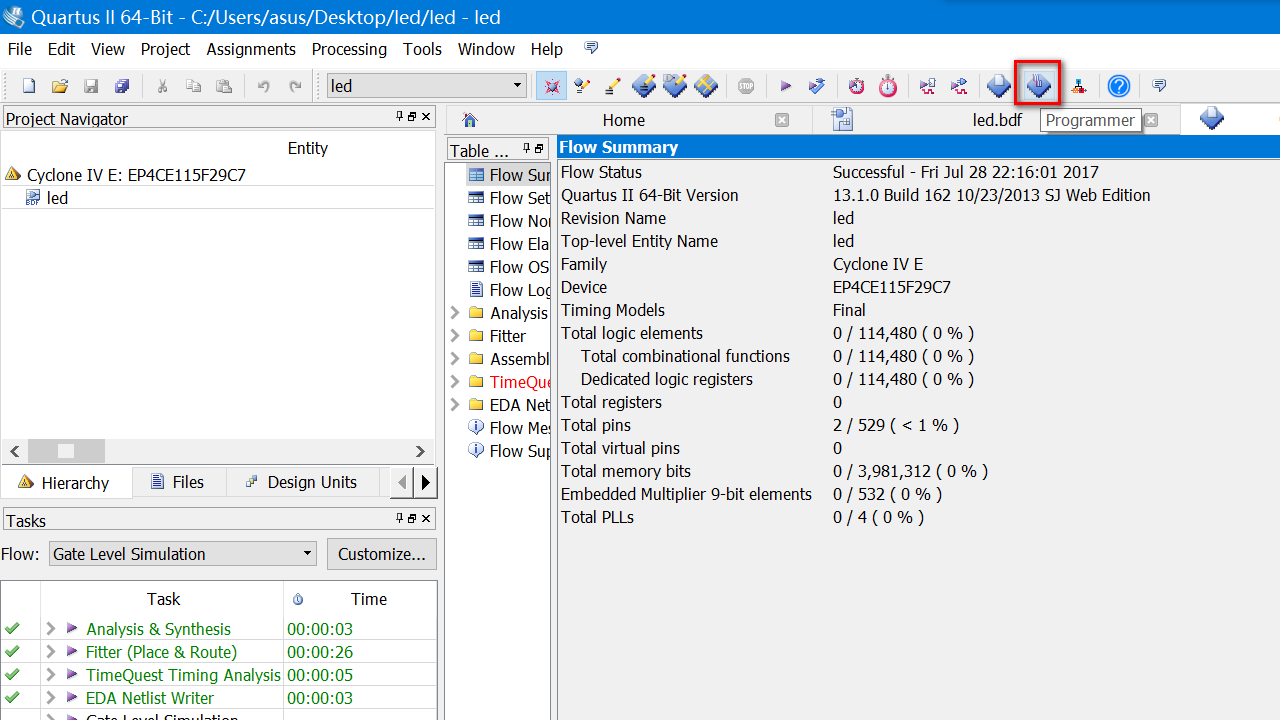 Quartus II 64-Bit - C:/Users/asus/Desktop/led/led - led
File Edit View Project Assignments Processing Tools Window Help
led
STOP
Project Navigator
Entity
Cyclone IV E: EP4CE115F29C7
BDF led
Hierarchy Files Design Units
Tasks
Flow: Gate Level Simulation Customize...
Task Time
Analysis & Synthesis 00:00:03
Fitter (Place & Route) 00:00:26
TimeQuest Timing Analysis 00:00:05
EDA Netlist Writer 00:00:03
Gate Level Simulation
Home led.bdf Programmer
Table ...
Flow Sur
Flow Set
Flow Nor
Flow Ela
Flow OS
Flow Log
Analysis
Fitter
Assembl
TimeQue
EDA Net
Flow Mes
Flow Sup
Flow Summary
Flow Status Successful - Fri Jul 28 22:16:01 2017
Quartus II 64-Bit Version 13.1.0 Build 162 10/23/2013 SJ Web Edition
Revision Name led
Top-level Entity Name led
Family Cyclone IV E
Device EP4CE115F29C7
Timing Models Final
Total logic elements 0 / 114,480 ( 0 % )
Total combinational functions 0 / 114,480 ( 0 % )
Dedicated logic registers 0 / 114,480 ( 0 % )
Total registers 0
Total pins 2 / 529 ( < 1 % )
Total virtual pins 0
Total memory bits 0 / 3,981,312 ( 0 % )
Embedded Multiplier 9-bit elements 0 / 532 ( 0 % )
Total PLLs 0 / 4 ( 0 % )